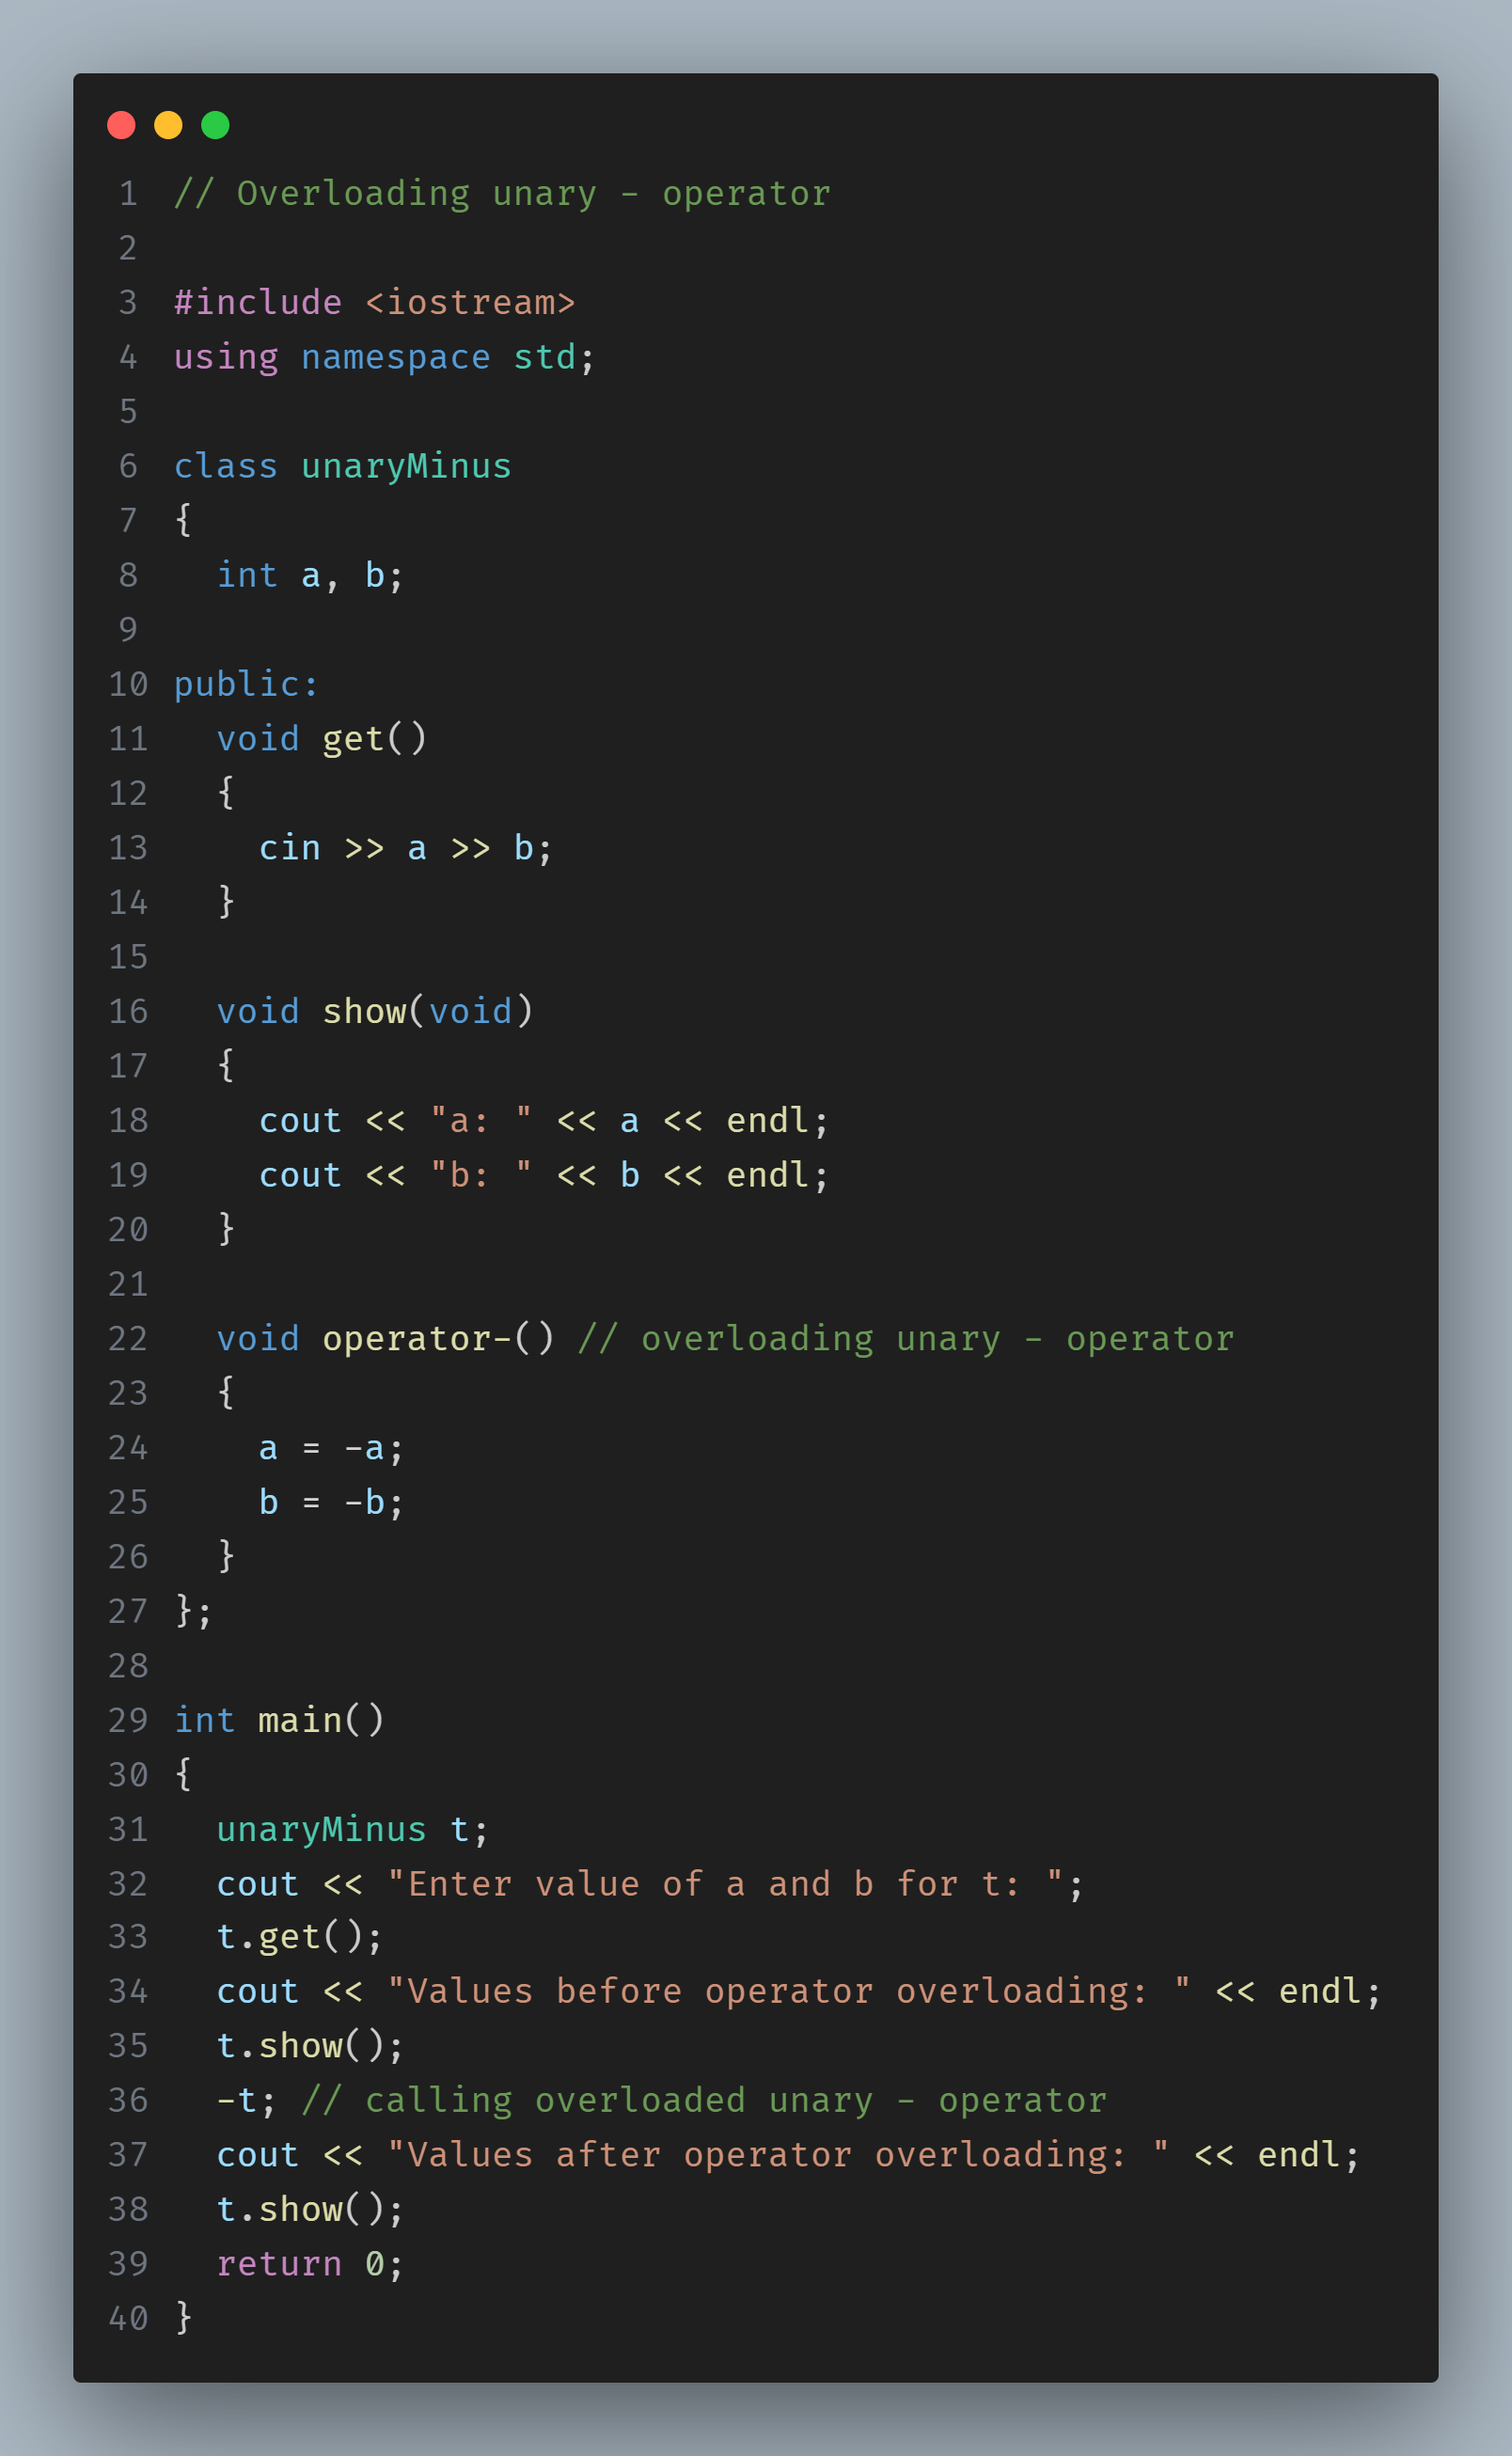 1 // Overloading unary - operator
2
3 #include <iostream>
4 using namespace std;
5
6 class unaryMinus
7 {
8   int a, b;
9
10 public:
11   void get()
12   {
13     cin >> a >> b;
14   }
15
16   void show(void)
17   {
18     cout << "a: " << a << endl;
19     cout << "b: " << b << endl;
20   }
21
22   void operator-() // overloading unary - operator
23   {
24     a = -a;
25     b = -b;
26   }
27 };
28
29 int main()
30 {
31   unaryMinus t;
32   cout << "Enter value of a and b for t: ";
33   t.get();
34   cout << "Values before operator overloading: " << endl;
35   t.show();
36   -t; // calling overloaded unary - operator
37   cout << "Values after operator overloading: " << endl;
38   t.show();
39   return 0;
40 }